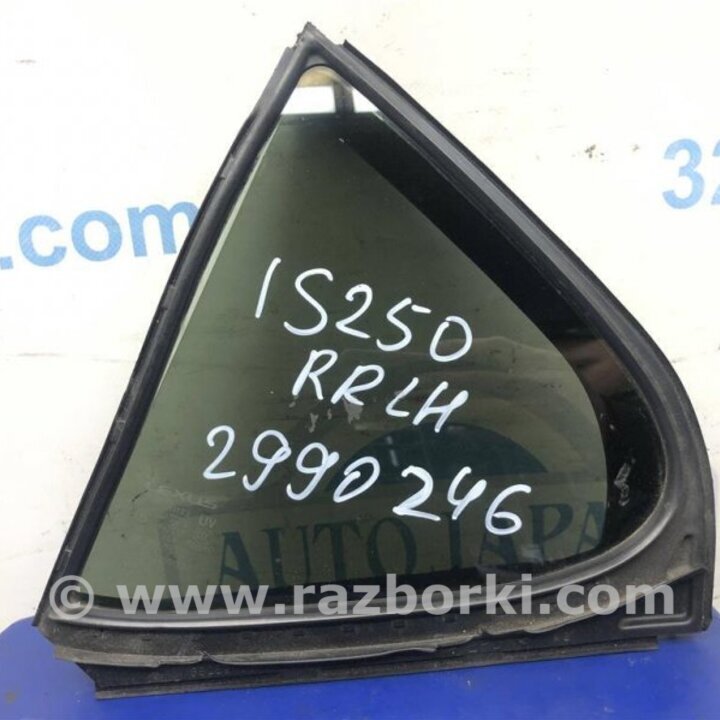 32
.com
IS250
RRLH
2990246
AUTO JAPA
© www.razborki.com